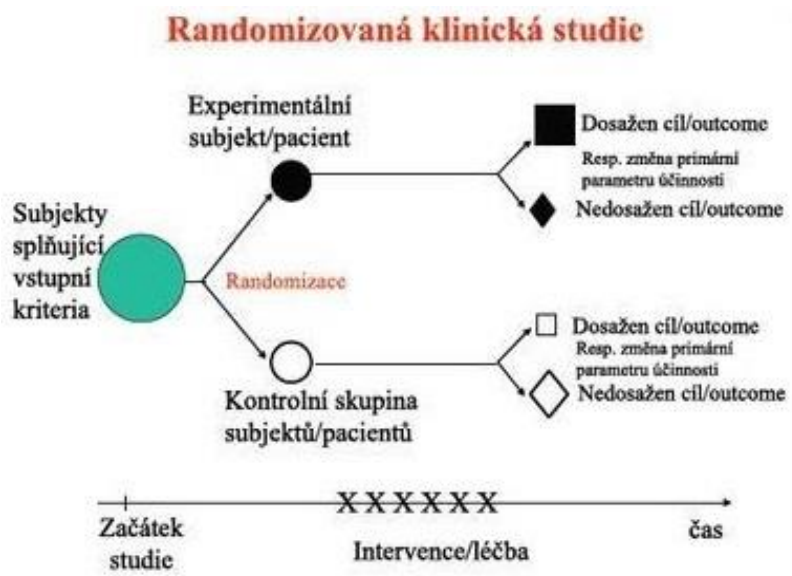 Randomizovaná klinická studie
Experimentální
subjekt/pacient
Dosažen cíl/outcome
Resp. změna primární
parametru účinnosti
Nedosažen cíl/outcome
Subjekty
splňující
vstupní
kriteria
Randomizace
Dosažen cíl/outcome
Resp. změna primární
parametru účinnosti
Nedosažen cíl/outcome
Kontrolní skupina
subjektů/pacientů
XXXXXX
Začátek
studie
Intervence/léčba
čas